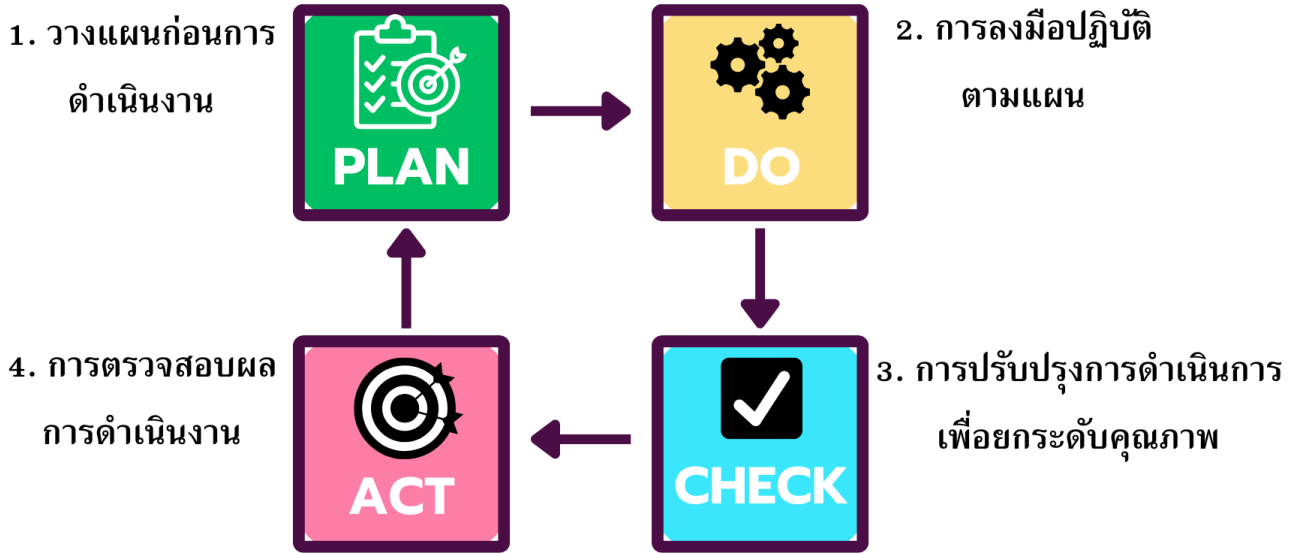 1. วางแผนก่อนการ
ดำเนินงาน
PLAN
2. การลงมือปฏิบัติ
ตามแผน
DO
3. การปรับปรุงการดำเนินการ
เพื่อยกระดับคุณภาพ
CHECK
4. การตรวจสอบผล
การดำเนินงาน
ACT